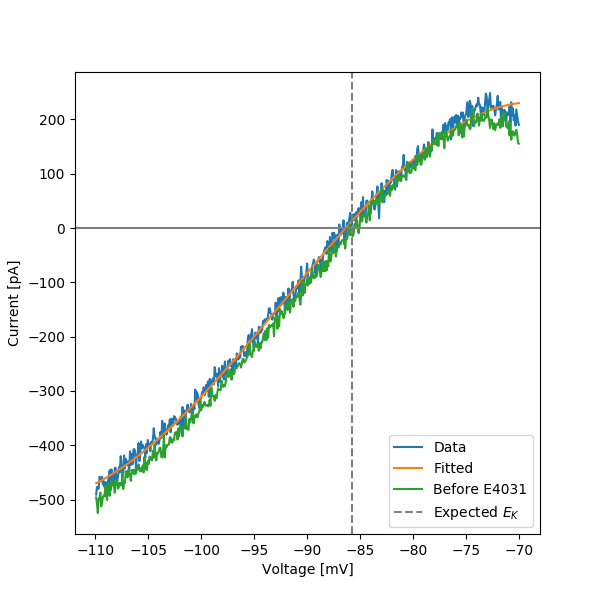 200
100
0
−100
−200
−300
−400
−500
Current [pA]
Data
Fitted
Before E4031
Expected E_K
−110 −105 −100 −95 −90 −85 −80 −75 −70
Voltage [mV]